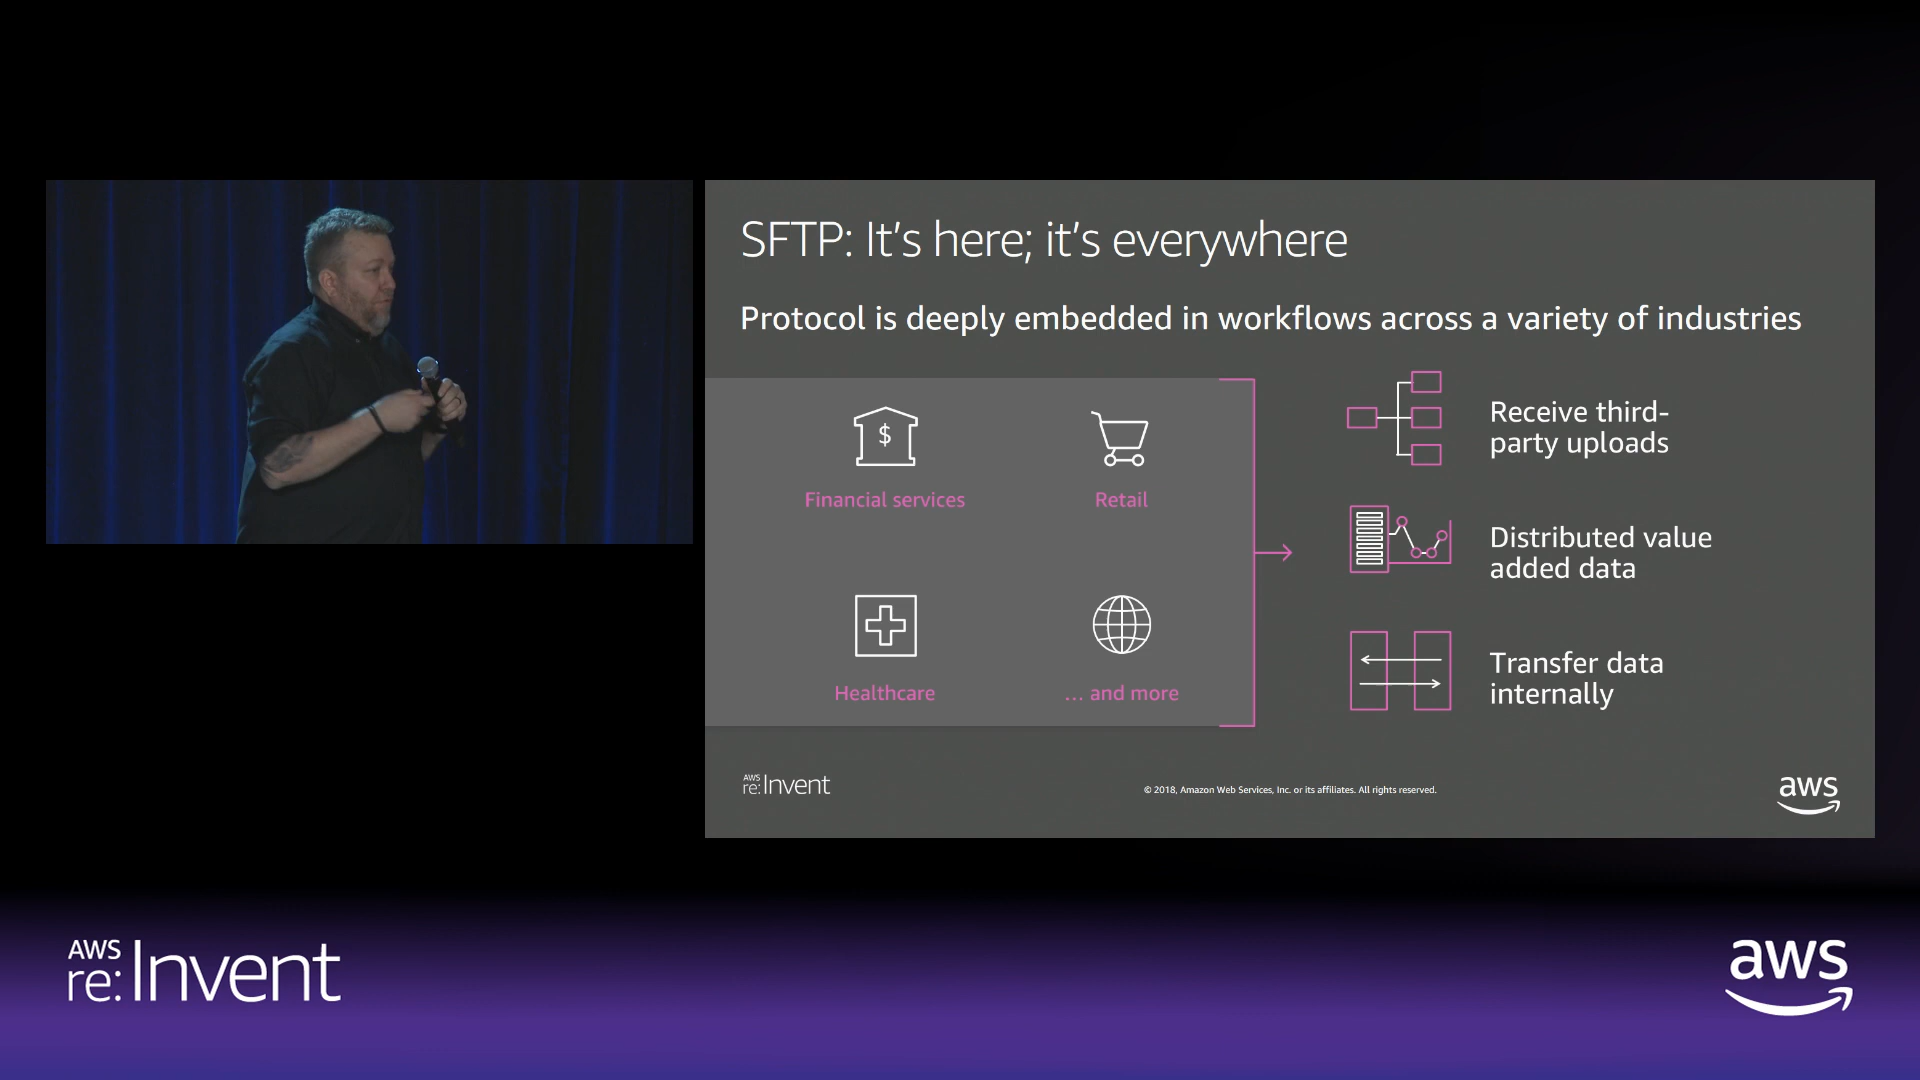 SFTP: It's here; it's everywhere
Protocol is deeply embedded in workflows across a variety of industries
$
Financial services
Retail
Healthcare
... and more
Receive third-
party uploads
Distributed value
added data
Transfer data
internally
AWS
re:Invent
© 2018, Amazon Web Services, Inc. or its affiliates. All rights reserved.
aws
AWS
re:Invent
aws